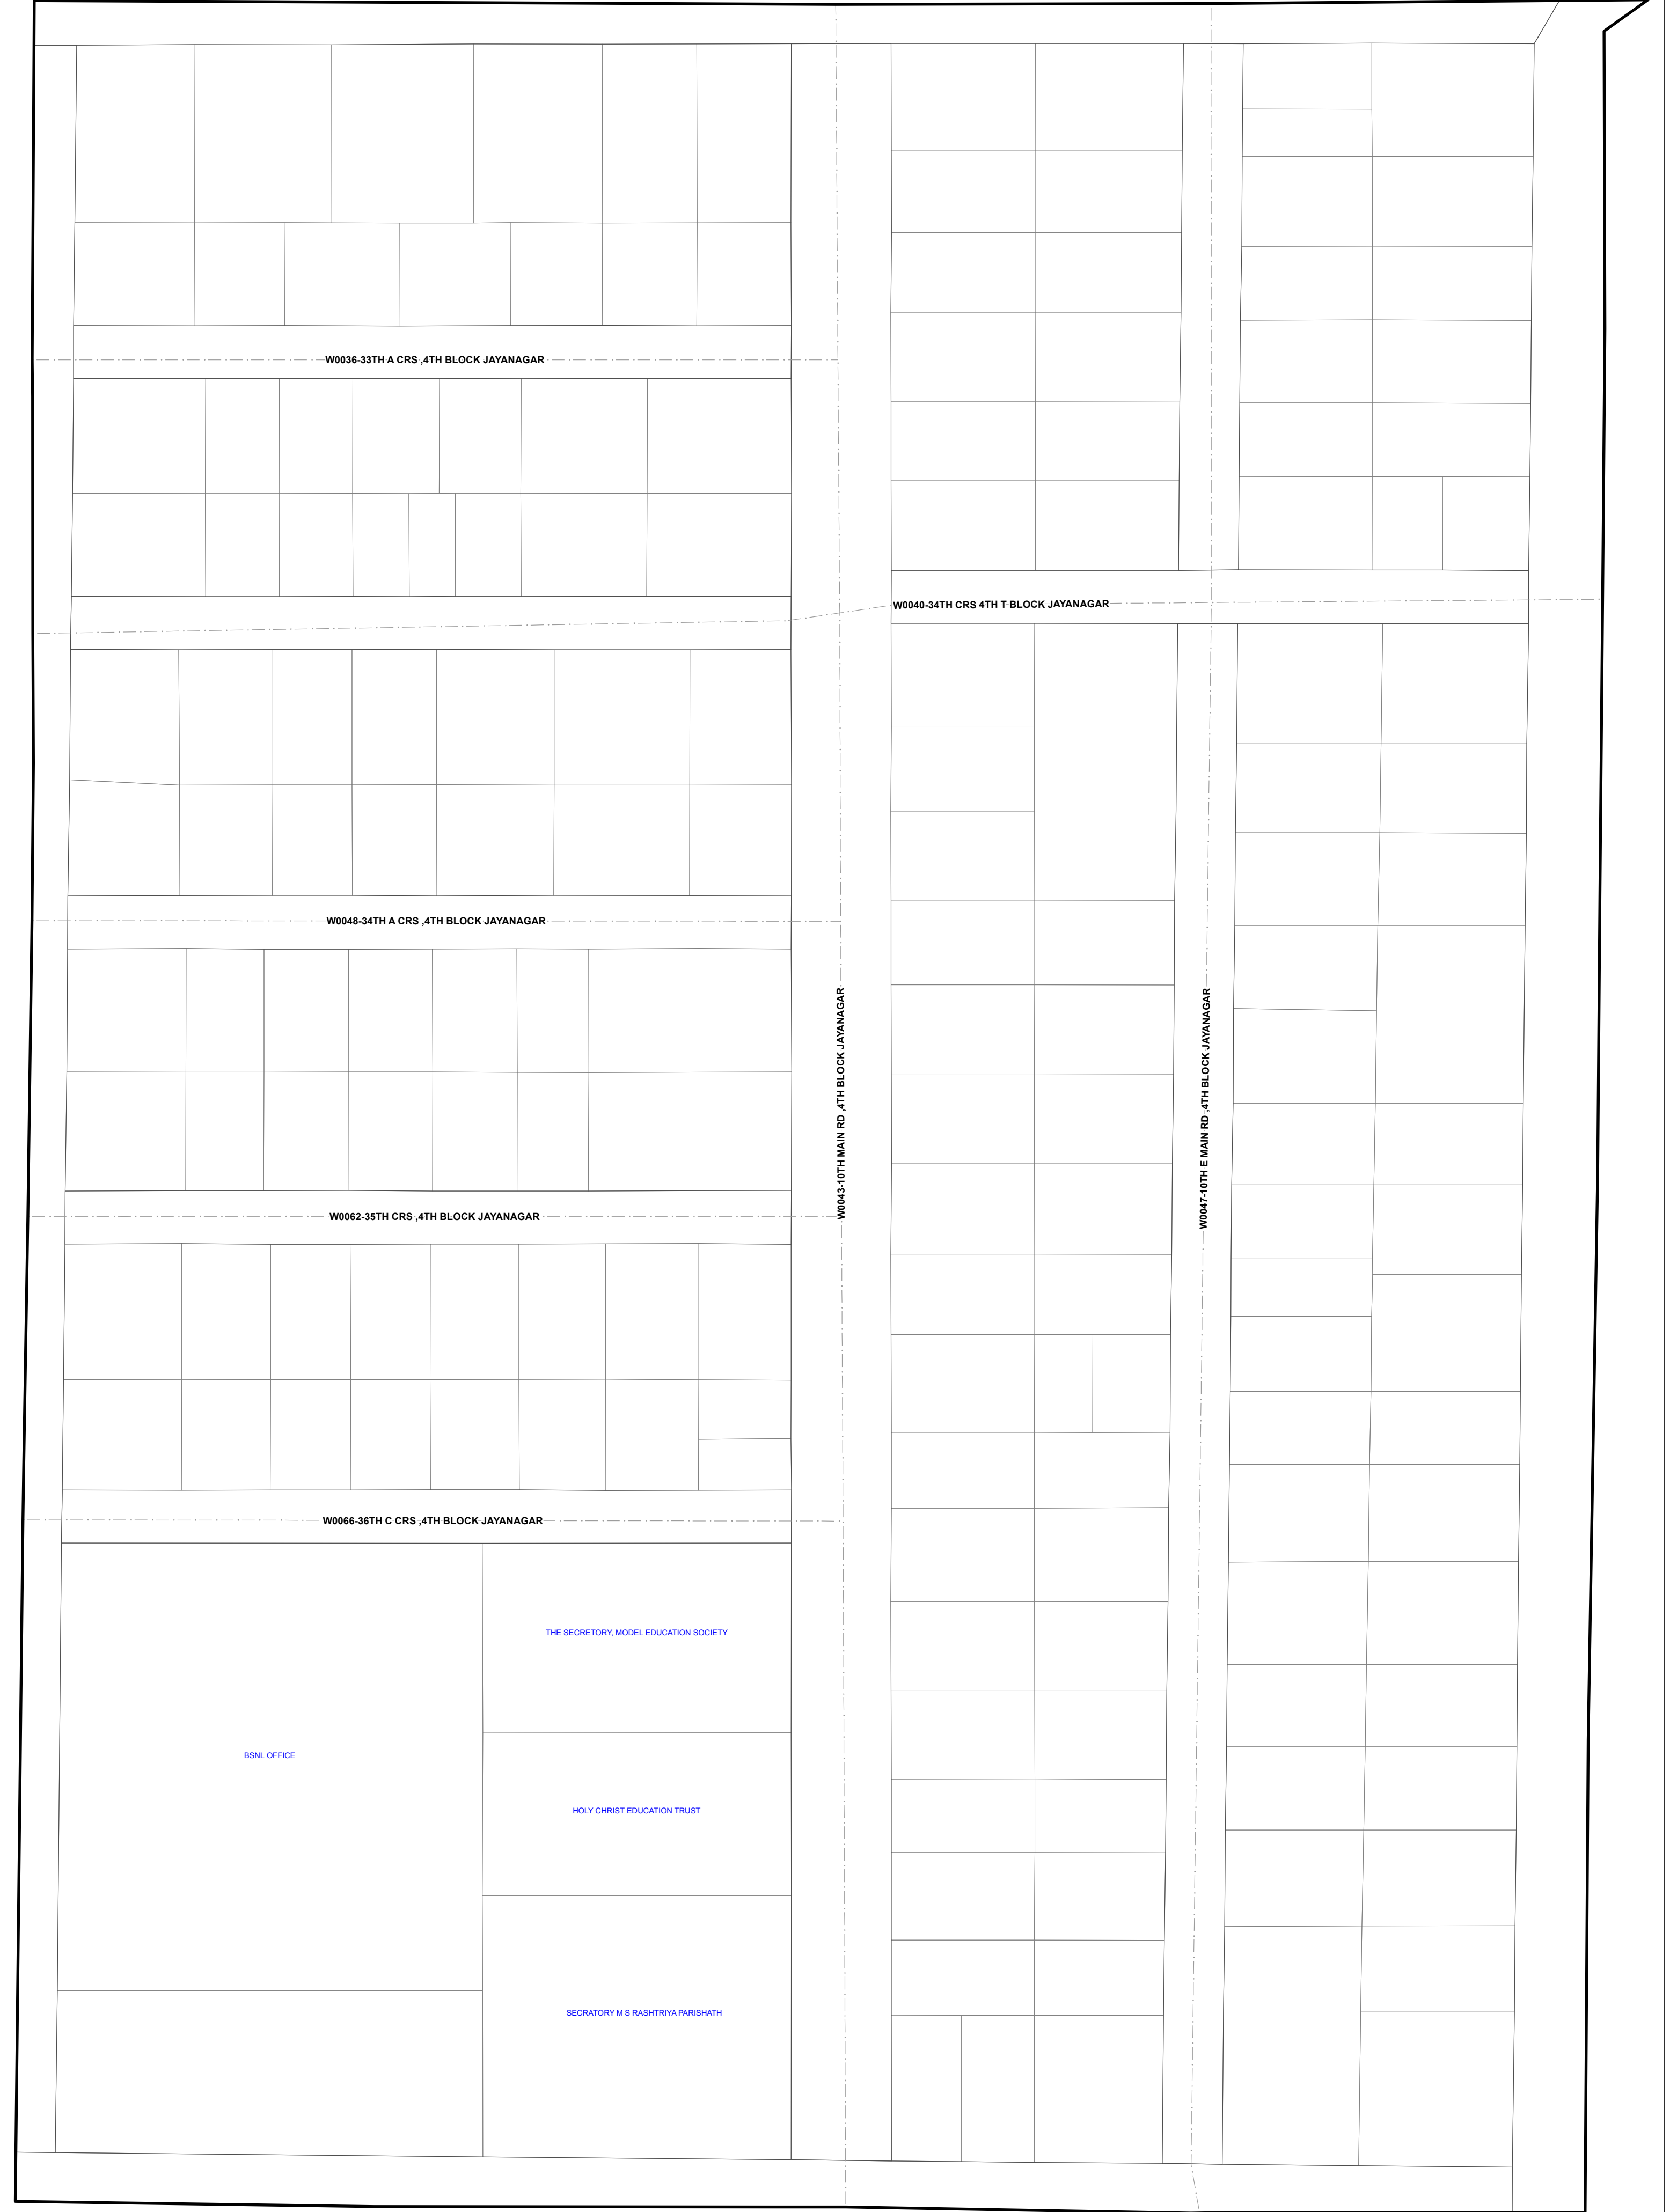 W0036-33TH A CRS ,4TH BLOCK JAYANAGAR
W0040-34TH CRS 4TH T BLOCK JAYANAGAR
W0048-34TH A CRS ,4TH BLOCK JAYANAGAR
W0043-10TH MAIN RD ,4TH BLOCK JAYANAGAR
W0047-10TH E MAIN RD ,4TH BLOCK JAYANAGAR
W0062-35TH CRS ,4TH BLOCK JAYANAGAR
W0066-36TH C CRS ,4TH BLOCK JAYANAGAR
THE SECRETORY, MODEL EDUCATION SOCIETY
BSNL OFFICE
HOLY CHRIST EDUCATION TRUST
SECRATORY M S RASHTRIYA PARISHATH